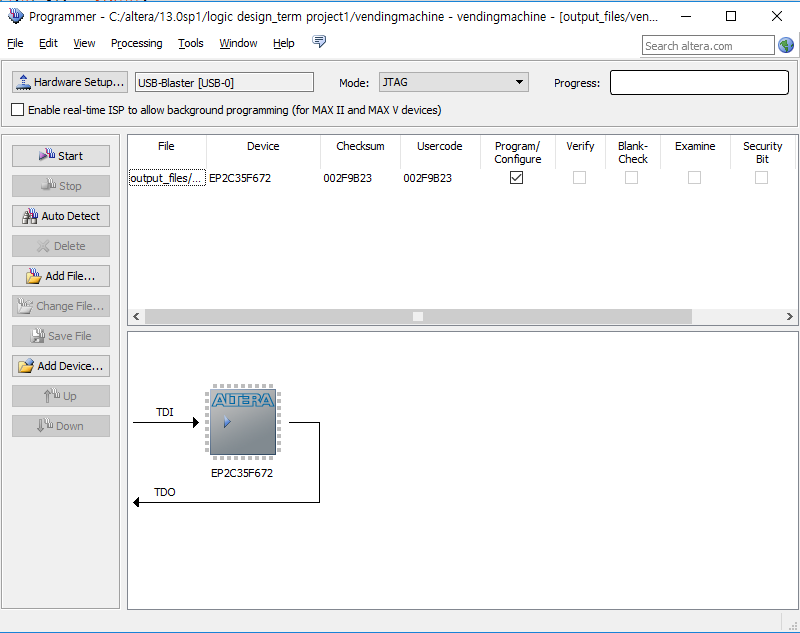 Programmer - C:/altera/13.0sp1/logic design_term project1/vendingmachine - vendingmachine - [output_files/ven...
File Edit View Processing Tools Window Help
Search altera.com
Hardware Setup... USB-Blaster [USB-0] Mode: JTAG Progress:
Enable real-time ISP to allow background programming (for MAX II and MAX V devices)
Start
Stop
Auto Detect
Delete
Add File...
Change File...
Save File
Add Device...
Up
Down
File Device Checksum Usercode Program/ Verify Blank- Examine Security
Configure Check Bit
output_files/... EP2C35F672 002F9B23 002F9B23
TDI
ALTERA
EP2C35F672
TDO